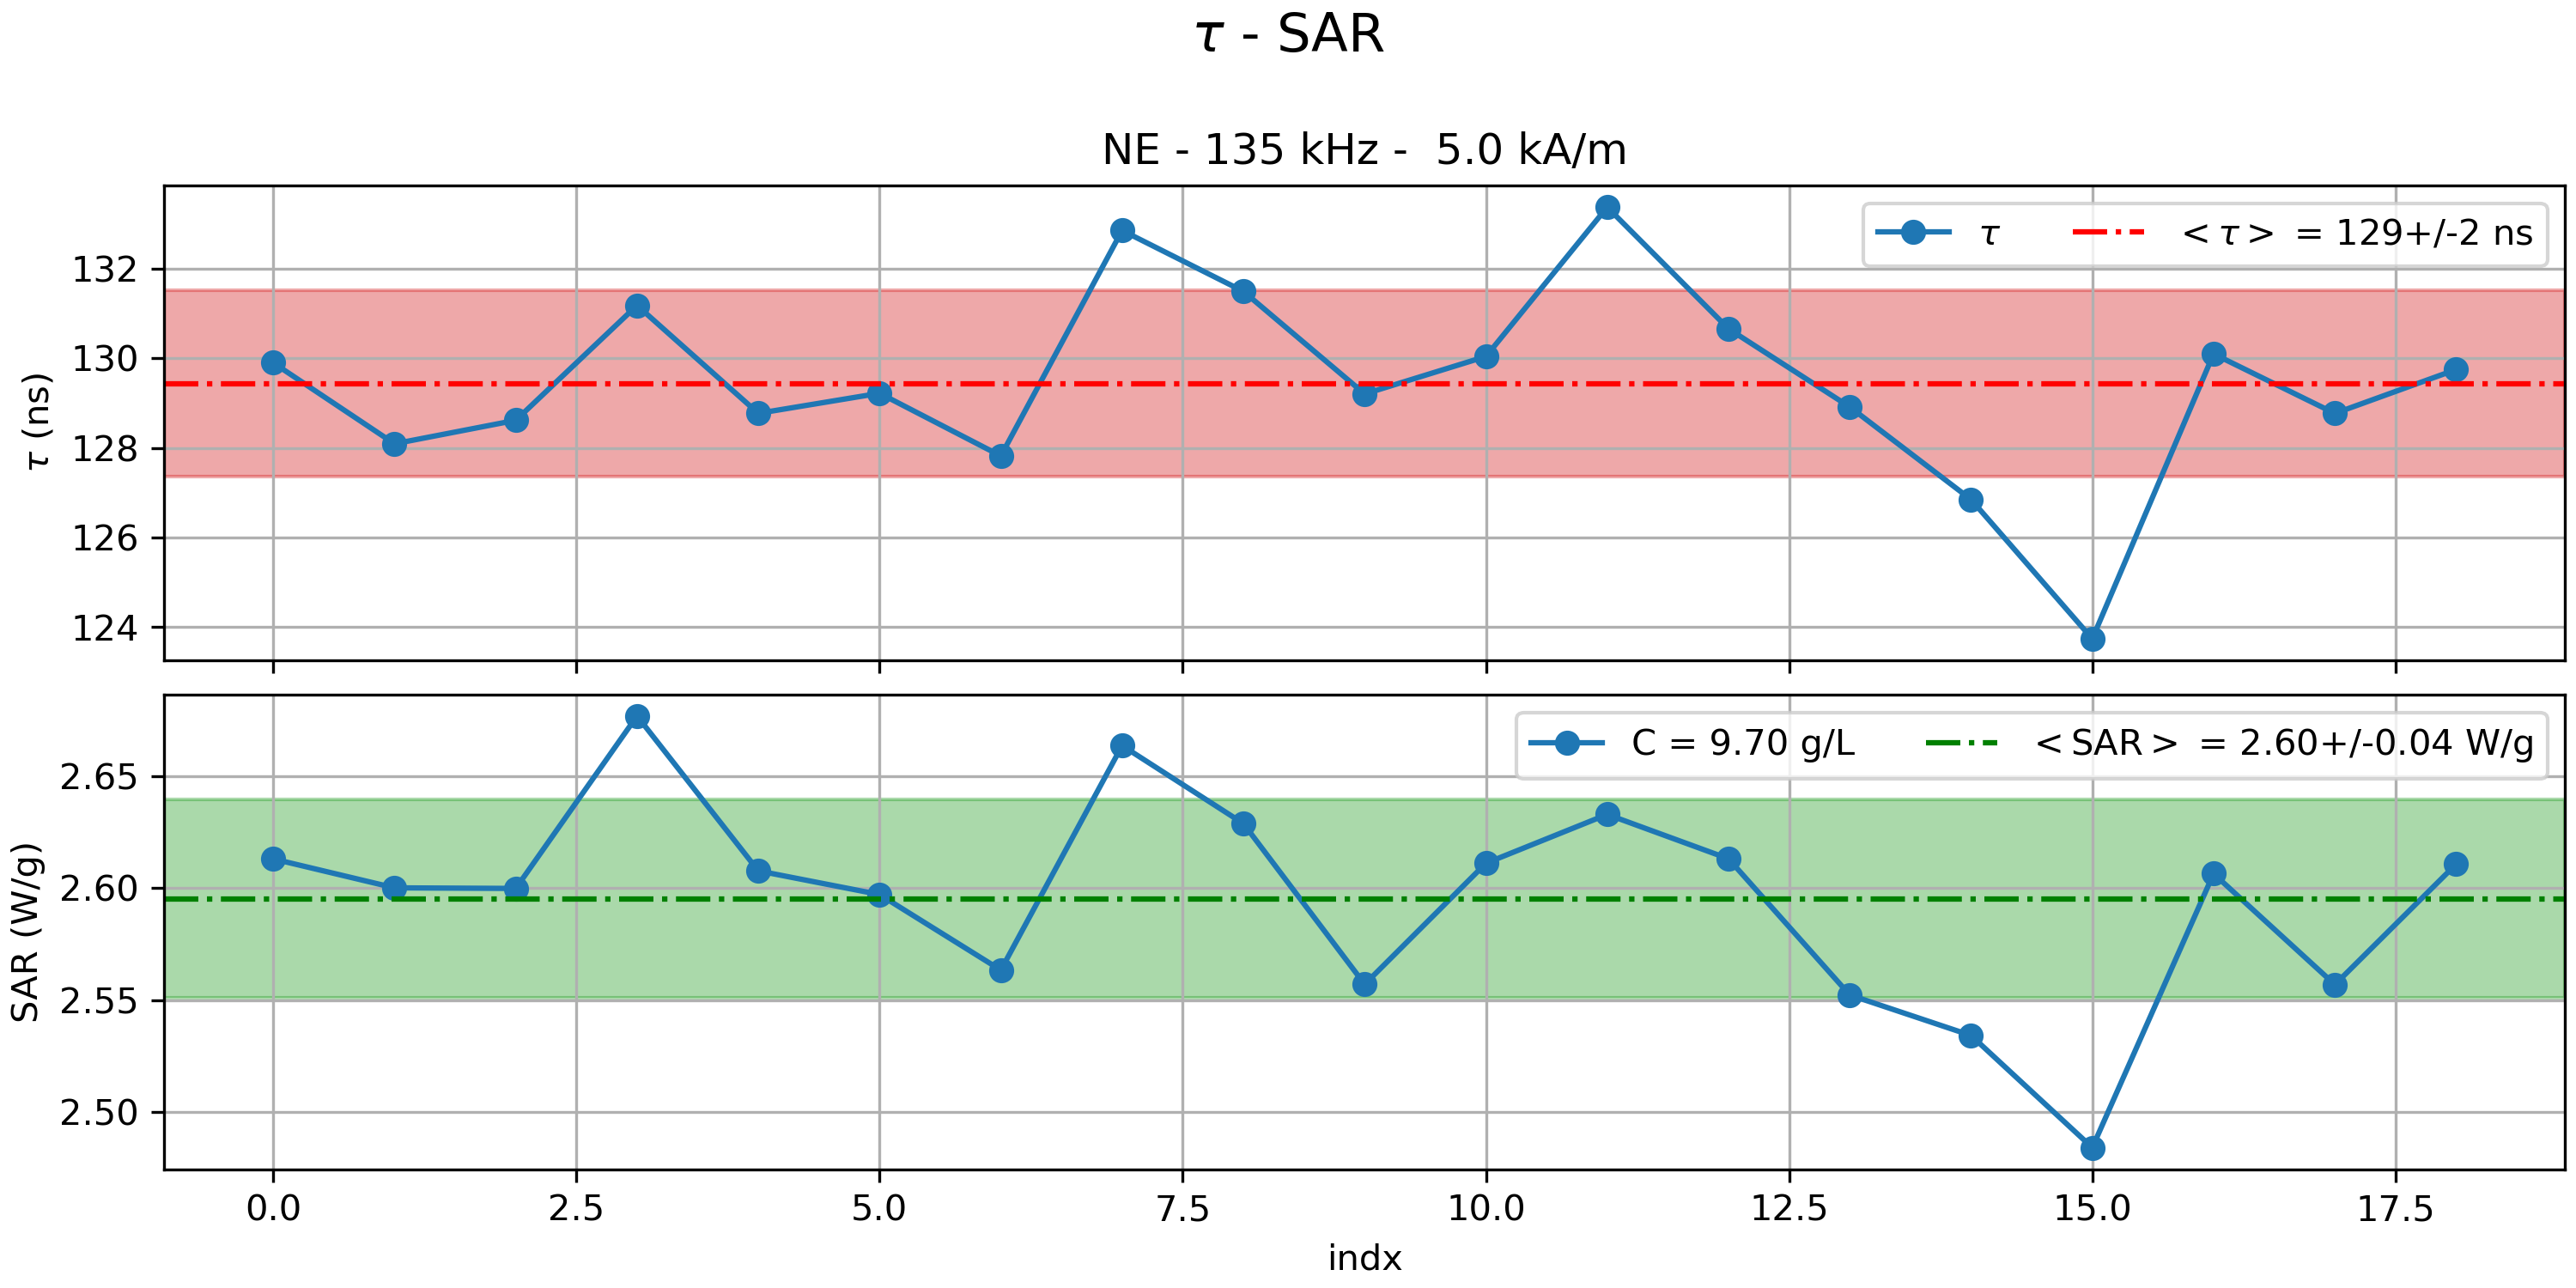 τ - SAR
NE - 135 kHz -  5.0 kA/m
τ
<τ> = 129+/-2 ns
132
130
128
126
124
τ (ns)
C = 9.70 g/L
<SAR> = 2.60+/-0.04 W/g
2.65
2.60
2.55
2.50
SAR (W/g)
0.0 2.5 5.0 7.5 10.0 12.5 15.0 17.5
indx